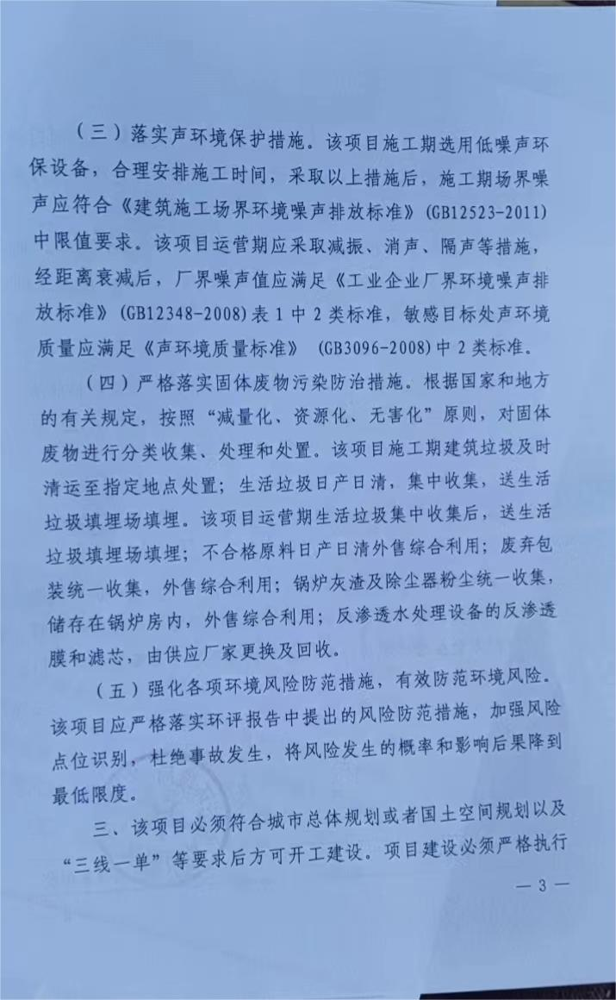 （三）落实声环境保护措施。该项目施工期选用低噪声环
保设备，合理安排施工时间，采取以上措施后，施工期场界噪
声应符合《建筑施工场界环境噪声排放标准》(GB12523-2011)
中限值要求。该项目运营期应采取减振、消声、隔声等措施，
经距离衰减后，厂界噪声值应满足《工业企业厂界环境噪声排
放标准》(GB12348-2008)表1中2类标准，敏感目标处声环境
质量应满足《声环境质量标准》 (GB3096-2008)中2类标准。
（四）严格落实固体废物污染防治措施。根据国家和地方
的有关规定，按照“减量化、资源化、无害化”原则，对固体
废物进行分类收集、处理和处置。该项目施工期建筑垃圾及时
清运至指定地点处置；生活垃圾日产日清，集中收集，送生活
垃圾填埋场填埋。该项目运营期生活垃圾集中收集后，送生活
垃圾填埋场填埋；不合格原料日产日清外售综合利用；废弃包
装统一收集，外售综合利用；锅炉灰渣及除尘器粉尘统一收集，
储存在锅炉房内，外售综合利用；反渗透水处理设备的反渗透
膜和滤芯，由供应厂家更换及回收。
（五）强化各项环境风险防范措施，有效防范环境风险。
该项目应严格落实环评报告中提出的风险防范措施，加强风险
点位识别，杜绝事故发生，将风险发生的概率和影响后果降到
最低限度。
三、该项目必须符合城市总体规划或者国土空间规划以及
“三线一单”等要求后方可开工建设。项目建设必须严格执行
— 3 —